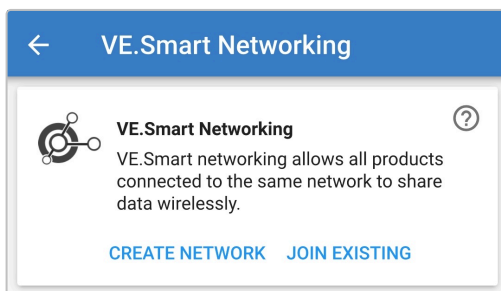 VE.Smart Networking
VE.Smart Networking
VE.Smart networking allows all products
connected to the same network to share
data wirelessly.
CREATE NETWORK JOIN EXISTING